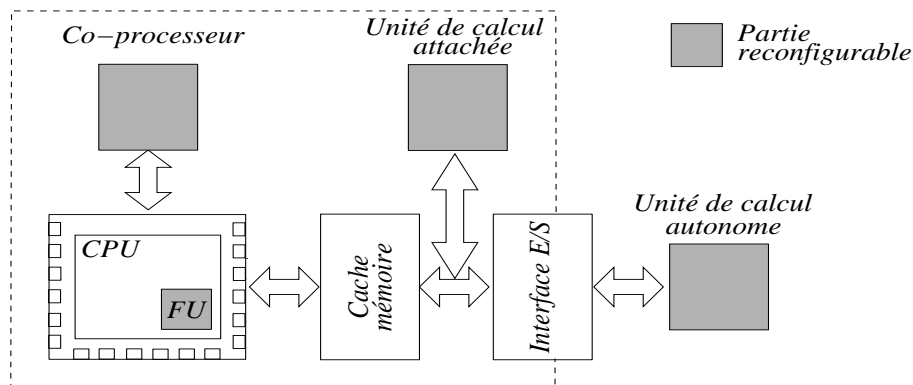 Co-processeur
Unité de calcul
attachée
Partie
reconfigurable
Unité de calcul
autonome
CPU
FU
Cache
mémoire
Interface E/S